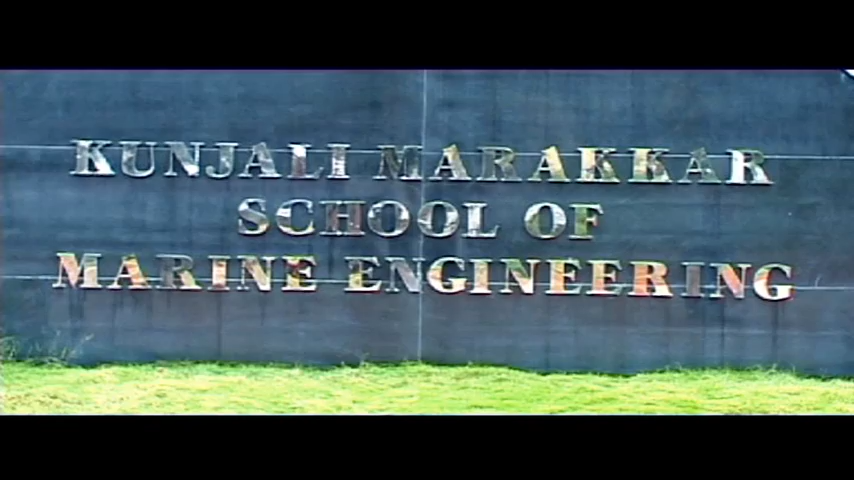 KUNJALI MARAKKAR
SCHOOL OF
MARINE ENGINEERING